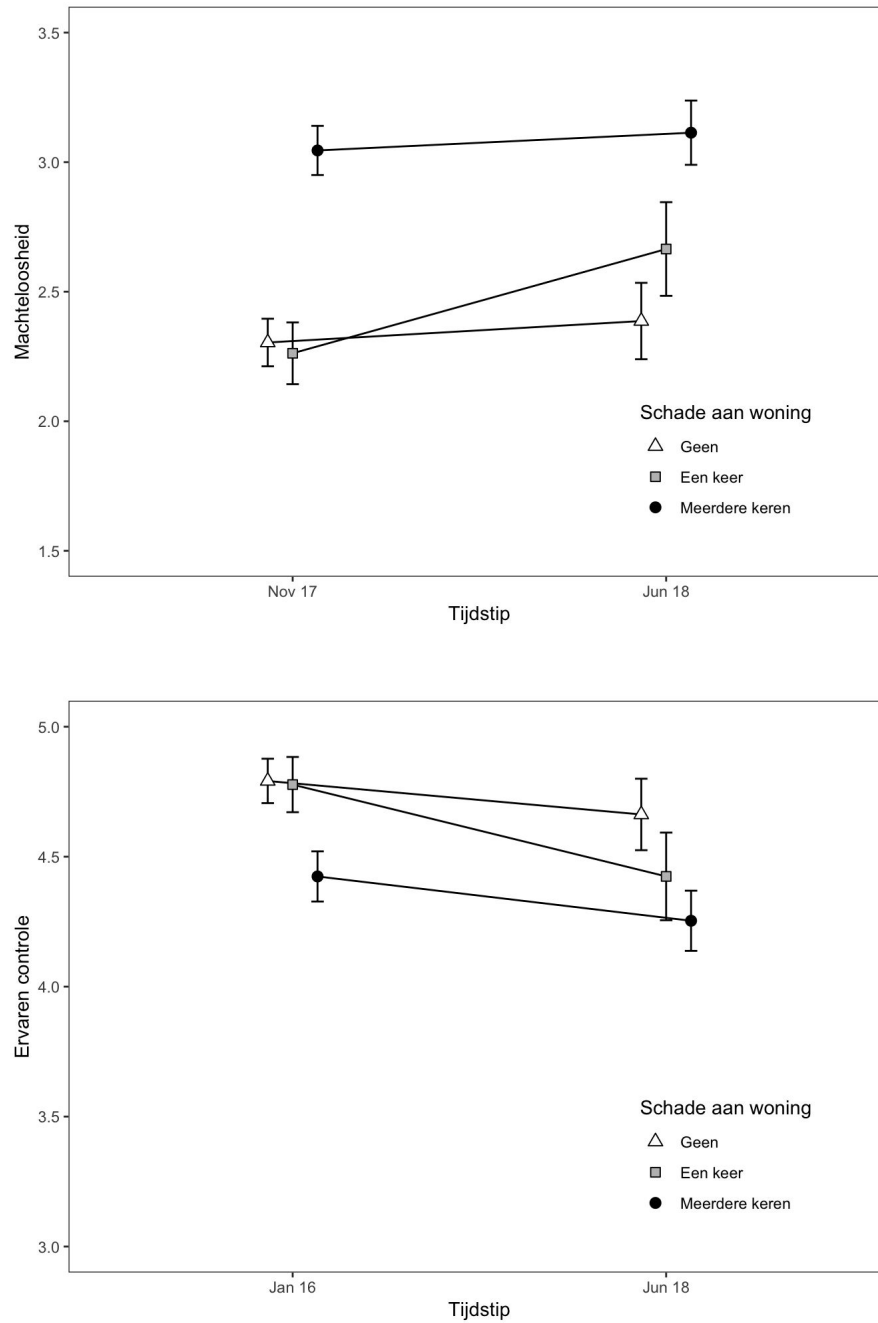 3.5
3.0
2.5
2.0
1.5
Machteloosheid
Schade aan woning
Geen
Een keer
Meerdere keren
Nov 17
Jun 18
Tijdstip
5.0
4.5
4.0
3.5
3.0
Ervaren controle
Schade aan woning
Geen
Een keer
Meerdere keren
Jan 16
Jun 18
Tijdstip